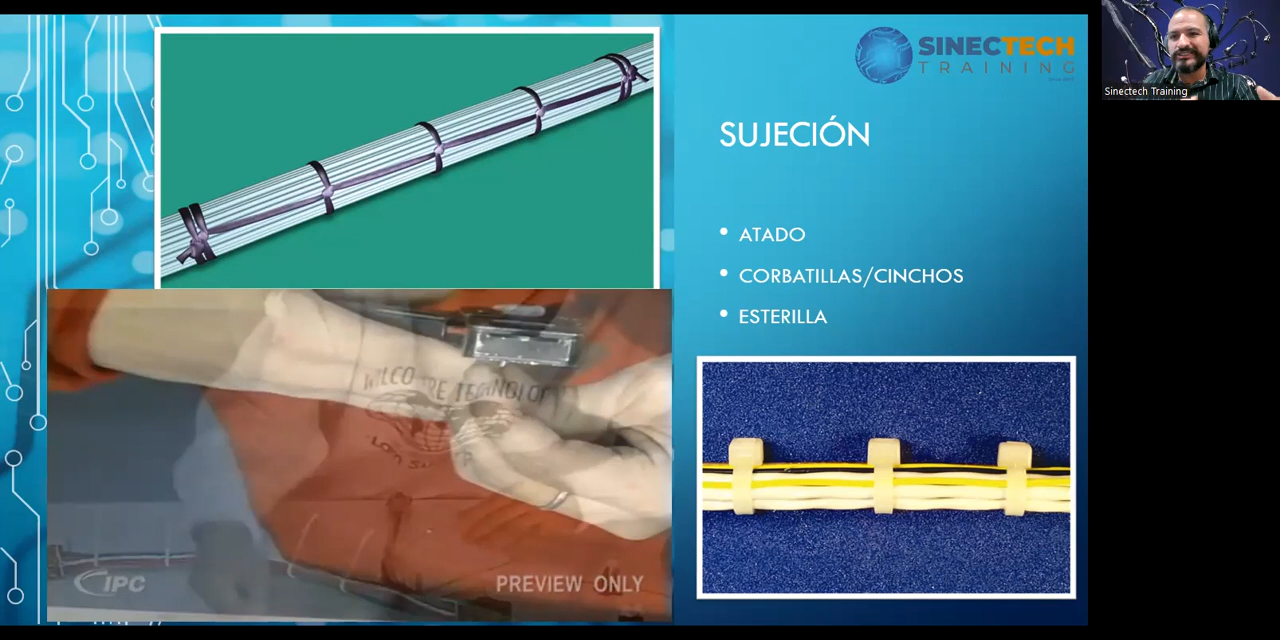 SINECTECH
TRAINING
Sinectech Training
SUJECIÓN
• ATADO
• CORBATILLAS/CINCHOS
• ESTERILLA
IPC
PREVIEW ONLY